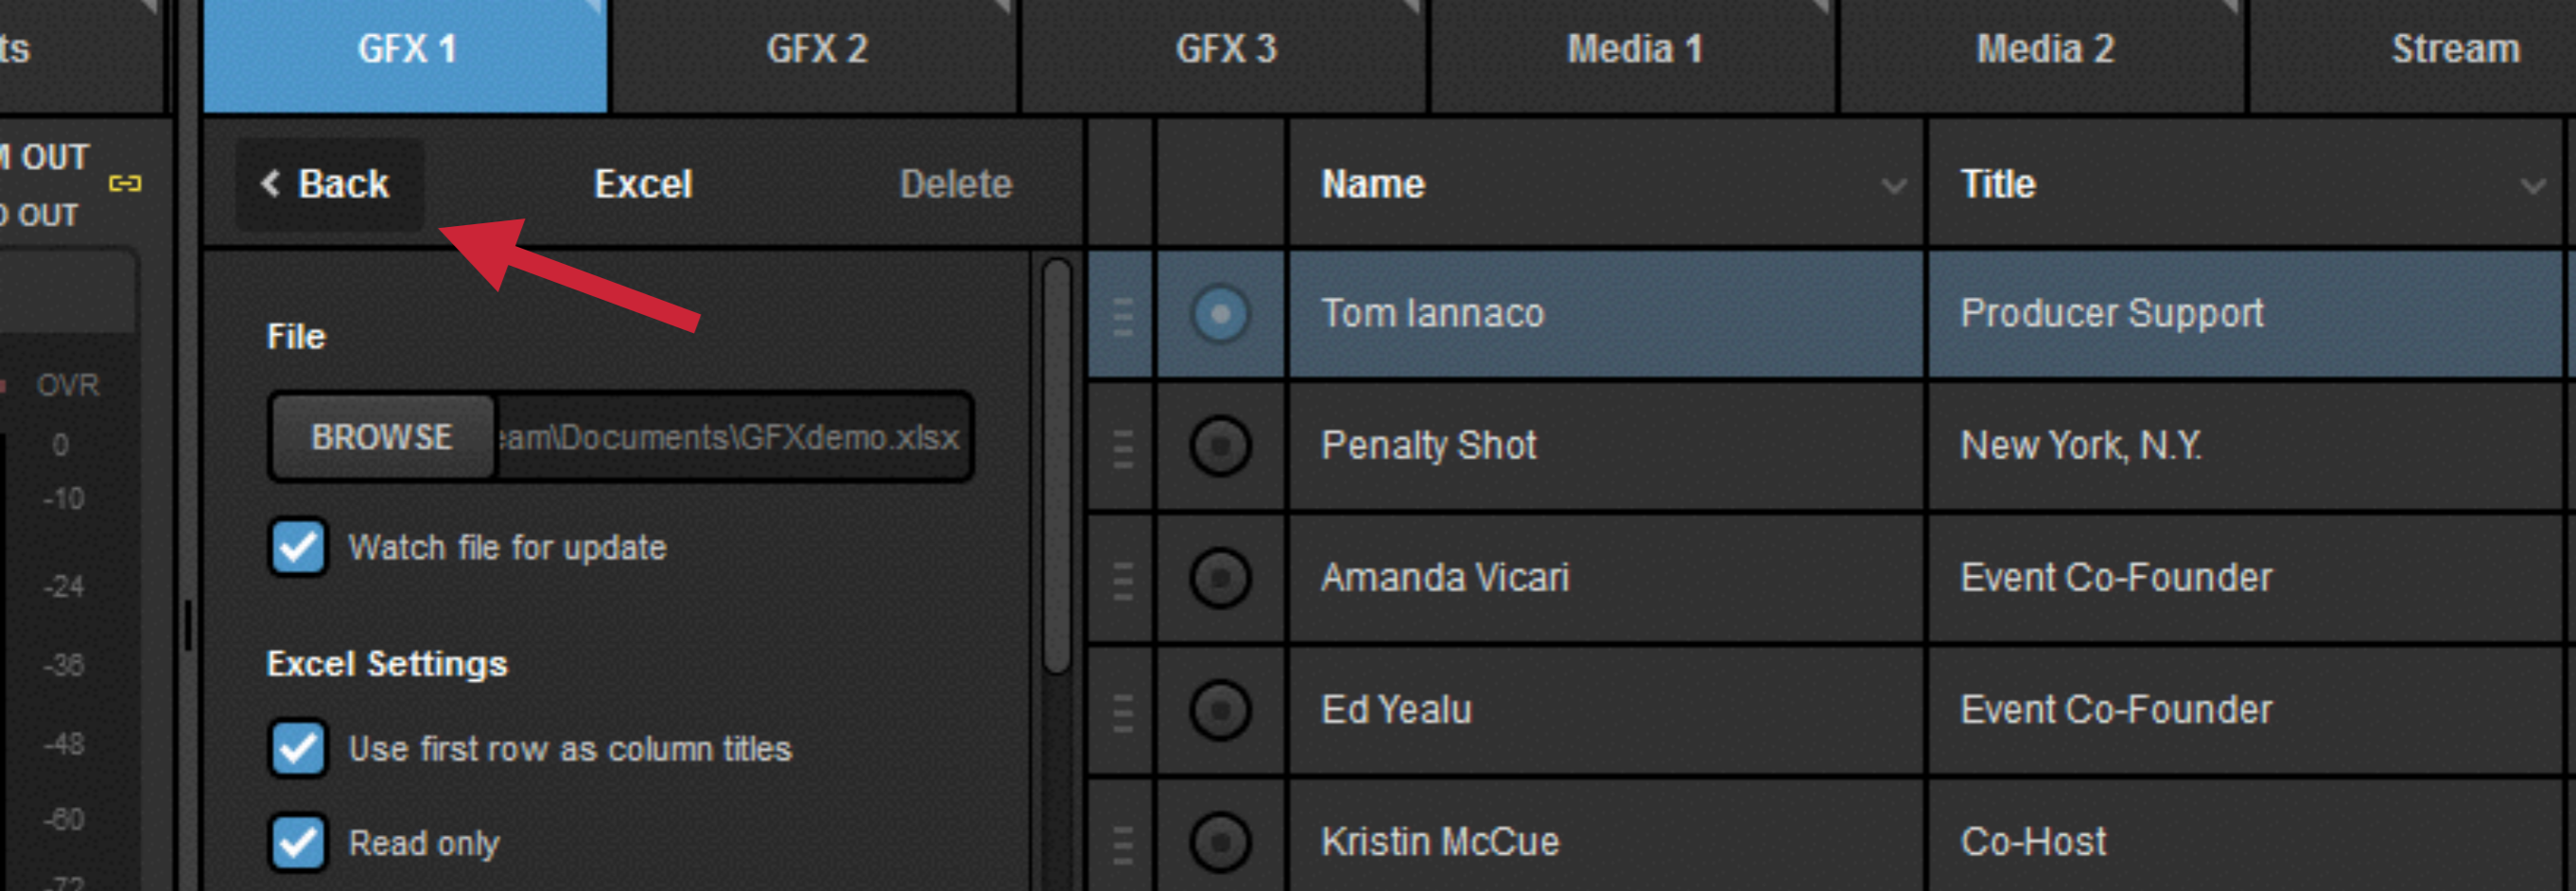 ts GFX 1 GFX 2 GFX 3 Media 1 Media 2 Stream
M OUT
D OUT
Back Excel Delete
Name Title
File
BROWSE eam\Documents\GFXdemo.xlsx
Watch file for update
Excel Settings
Use first row as column titles
Read only
OVR
0
-10
-24
-36
-48
-60
-72
Tom Iannaco Producer Support
Penalty Shot New York, N.Y.
Amanda Vicari Event Co-Founder
Ed Yealu Event Co-Founder
Kristin McCue Co-Host